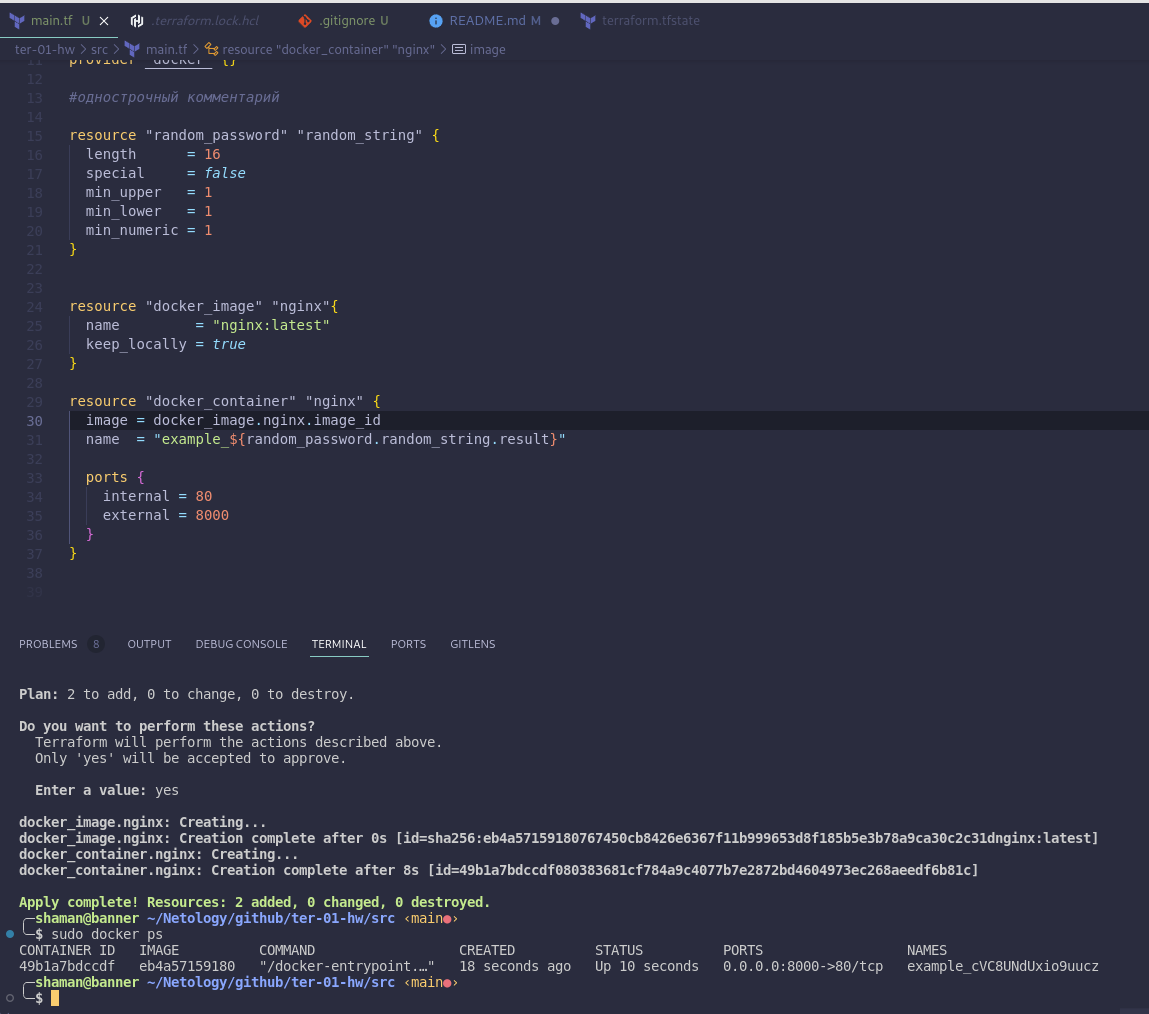 main.tf U .terraform.lock.hcl .gitignore U README.md M terraform.tfstate
ter-01-hw > src > main.tf > resource "docker_container" "nginx" > image
11 provider "docker" {}
12
13 #однострочный комментарий
14
15 resource "random_password" "random_string" {
16 length = 16
17 special = false
18 min_upper = 1
19 min_lower = 1
20 min_numeric = 1
21 }
22
23
24 resource "docker_image" "nginx"{
25 name = "nginx:latest"
26 keep_locally = true
27 }
28
29 resource "docker_container" "nginx" {
30 image = docker_image.nginx.image_id
31 name = "example_${random_password.random_string.result}"
32
33 ports {
34 internal = 80
35 external = 8000
36 }
37 }
38
39
PROBLEMS 8 OUTPUT DEBUG CONSOLE TERMINAL PORTS GITLENS
Plan: 2 to add, 0 to change, 0 to destroy.
Do you want to perform these actions?
Terraform will perform the actions described above.
Only 'yes' will be accepted to approve.
Enter a value: yes
docker_image.nginx: Creating...
docker_image.nginx: Creation complete after 0s [id=sha256:eb4a57159180767450cb8426e6367f11b999653d8f185b5e3b78a9ca30c2c31dnginx:latest]
docker_container.nginx: Creating...
docker_container.nginx: Creation complete after 8s [id=49b1a7bdccdf080383681cf784a9c4077b7e2872bd4604973ec268aeedf6b81c]
Apply complete! Resources: 2 added, 0 changed, 0 destroyed.
╭─shaman@banner ~/Netology/github/ter-01-hw/src ‹main●›
╰─$ sudo docker ps
CONTAINER ID IMAGE COMMAND CREATED STATUS PORTS NAMES
49b1a7bdccdf eb4a57159180 "/docker-entrypoint.…" 18 seconds ago Up 10 seconds 0.0.0.0:8000->80/tcp example_cVC8UNdUxio9uucz
╭─shaman@banner ~/Netology/github/ter-01-hw/src ‹main●›
╰─$